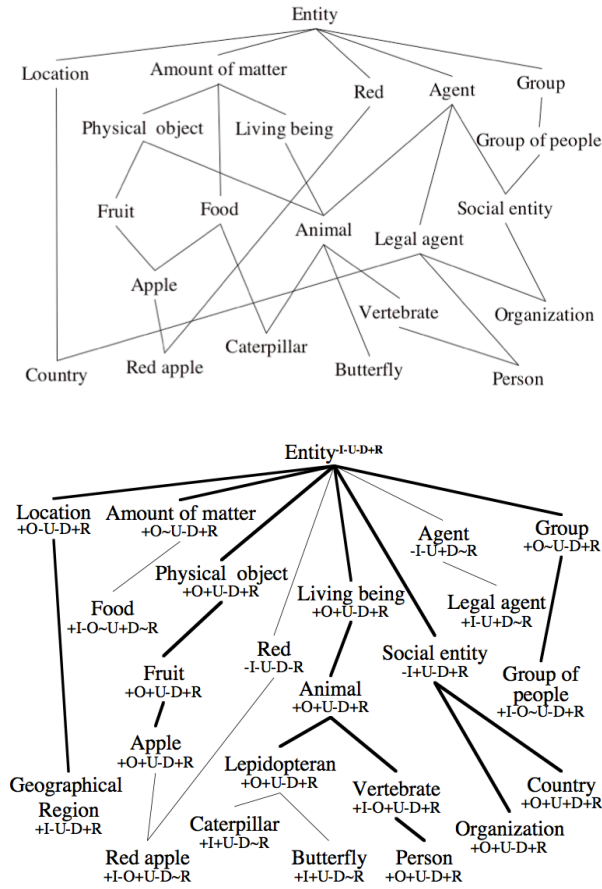 Entity
Location
Amount of matter
Red
Agent
Group
Physical object
Living being
Group of people
Fruit
Food
Animal
Legal agent
Social entity
Apple
Vertebrate
Organization
Country
Red apple
Caterpillar
Butterfly
Person
Entity-I-U-D+R
Location
+O-U-D+R
Amount of matter
+O~U-D+R
Agent
-I-U+D~R
Group
+O~U-D+R
Physical object
+O+U-D+R
Living being
+O+U-D+R
Legal agent
+I-U+D~R
Food
+I-O~U+D~R
Red
-I-U-D-R
Social entity
-I+U-D+R
Group of
people
+I-O~U-D+R
Fruit
+O+U-D+R
Animal
+O+U-D+R
Apple
+O+U-D+R
Lepidopteran
+O+U-D+R
Vertebrate
+I-O+U-D+R
Country
+O+U+D+R
Geographical
Region
+I-U-D+R
Caterpillar
+I+U-D~R
Organization
+O+U-D+R
Red apple
+I-O+U-D~R
Butterfly
+I+U-D~R
Person
+O+U-D+R